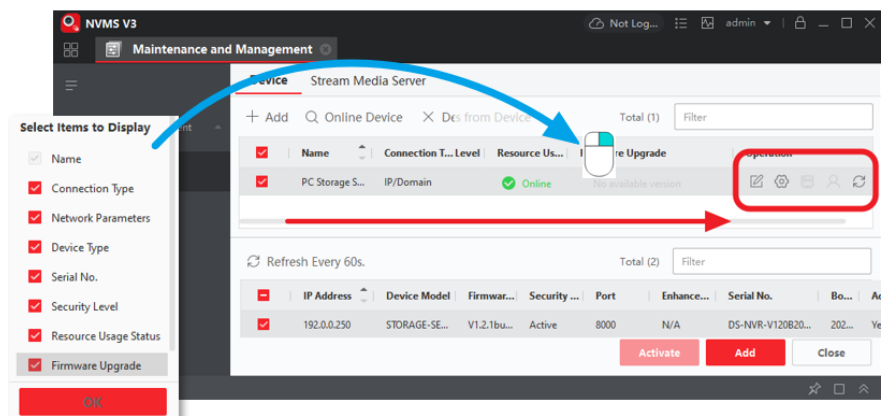 NVMS V3
Not Log...
admin
Maintenance and Management
Device
Stream Media Server
Add
Online Device
from Device
Total (1)
Filter
Name
Connection T...
Level
Resource Us...
Upgrade
Operation
PC Storage S...
IP/Domain
Online
No available version
Select Items to Display
Name
Connection Type
Network Parameters
Device Type
Serial No.
Security Level
Resource Usage Status
Firmware Upgrade
OK
Refresh Every 60s.
Total (2)
Filter
IP Address
Device Model
Firmwar...
Security ...
Port
Enhance...
Serial No.
Bo...
192.0.0.250
STORAGE-SE...
V1.2.1bu...
Active
8000
N/A
DS-NVR-V120B20...
202...
Activate
Add
Close